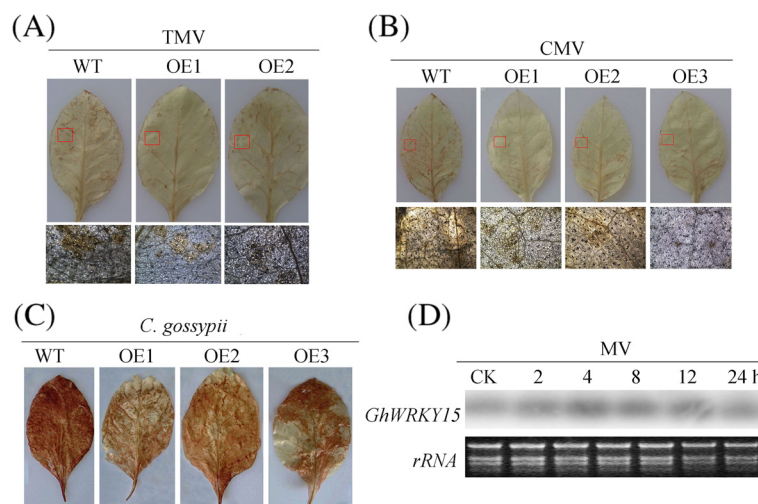 (A)
TMV
WT OE1 OE2
(B)
CMV
WT OE1 OE2 OE3
(C)
C. gossypii
WT OE1 OE2 OE3
(D)
MV
CK 2 4 8 12 24 h
GhWRKY15
rRNA